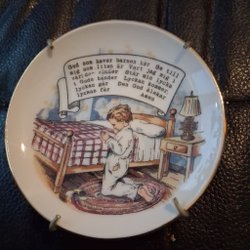 Gud som haver barnen kär Se till
mig som liten är Vart jag mig i
världen vänder Står min lycka
i Guds händer Lyckan kommer
lyckan går Den Gud älskar
lyckan får Amen